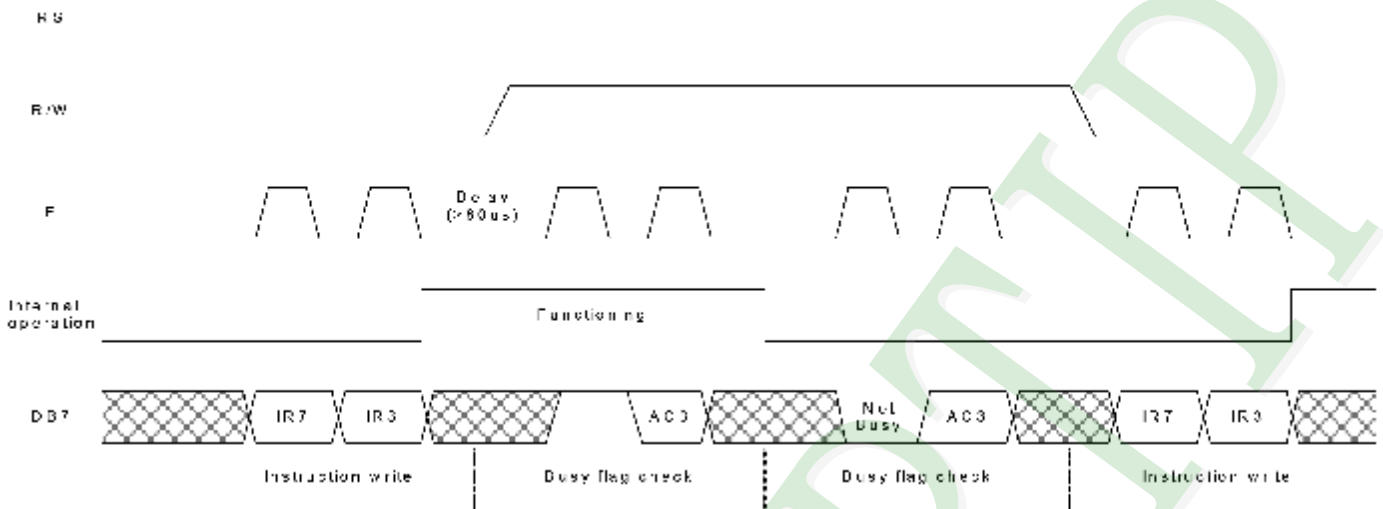 RS
R/W
E
Delay
(>80us)
Internal
operation
Functioning
DB7
IR7
IR3
AC3
Not
Busy
AC3
IR7
IR3
Instruction write
Busy flag check
Busy flag check
Instruction write
PTIP